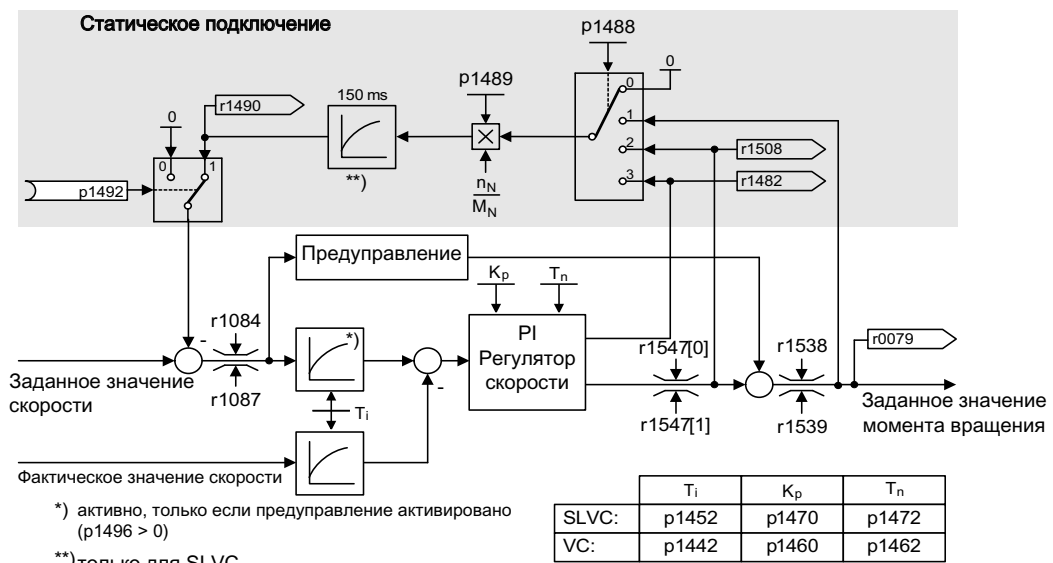 Статическое подключение
p1488
0
p1489
0
150 ms
r1490
1
0
2
r1508
0 1
**)
3
r1482
p1492
n_N
M_N
Предуправление
K_p T_n
r1084
*)
PI
Регулятор
скорости
r1547[0]
r1538
r0079
-
-
Заданное значение
скорости
r1087
T_i
r1547[1]
r1539
Заданное значение
момента вращения
Фактическое значение скорости
*) активно, только если предуправление активировано
(p1496 > 0)
**) только для SLVC
T_i K_p T_n
SLVC: p1452 p1470 p1472
VC: p1442 p1460 p1462